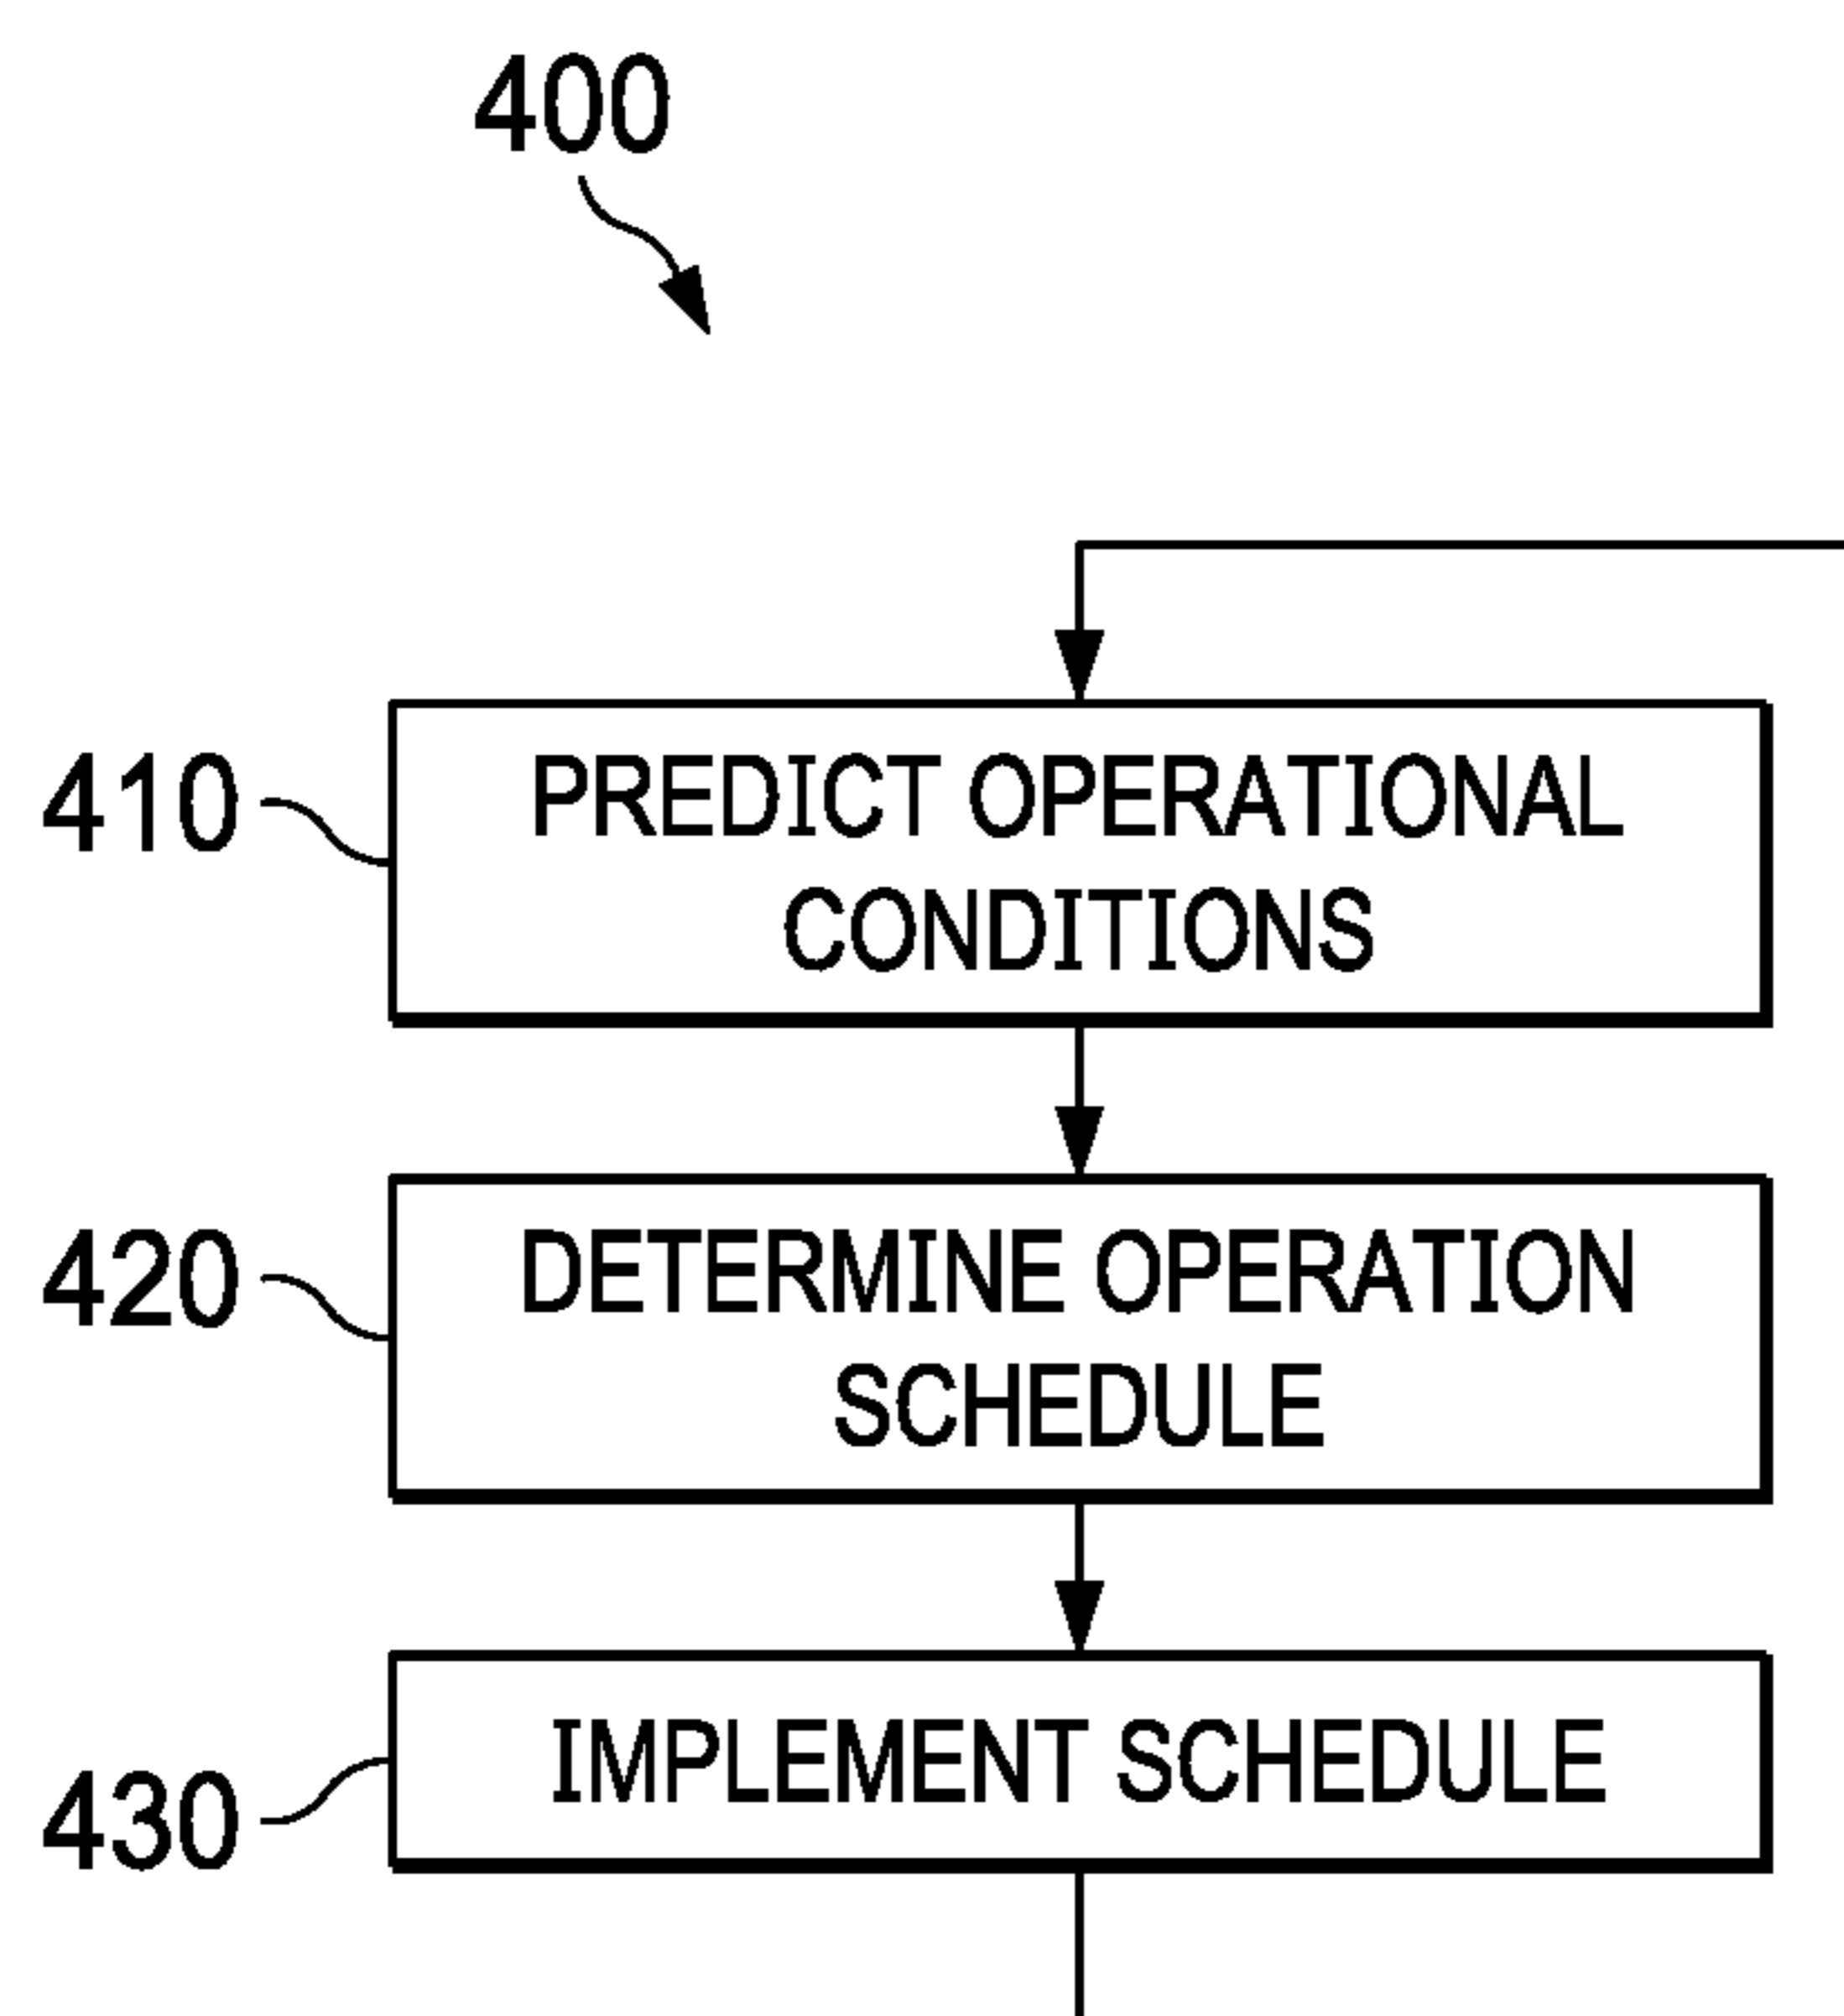 400
410
PREDICT OPERATIONAL
CONDITIONS
420
DETERMINE OPERATION
SCHEDULE
430
IMPLEMENT SCHEDULE